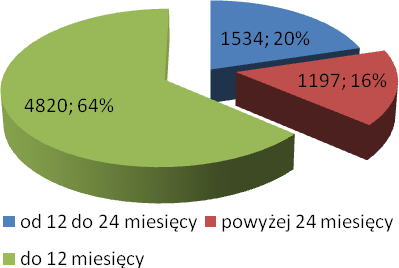 1534; 20%
1197; 16%
4820; 64%
od 12 do 24 miesięcy
powyżej 24 miesięcy
do 12 miesięcy